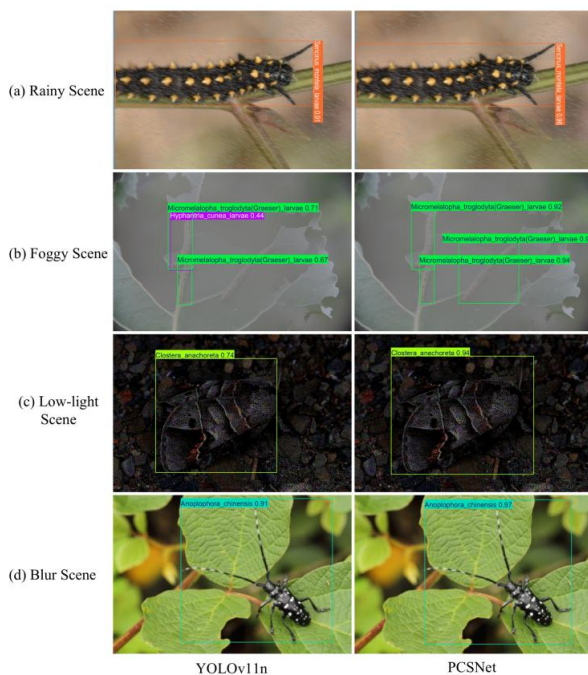 (a) Rainy Scene
(b) Foggy Scene
Micromelalopha_troglodyta(Graeser)_larvae 0.71
Hyphantria_cunea_larvae 0.44
Micromelalopha_troglodyta(Graeser)_larvae 0.87
Micromelalopha_troglodyta(Graeser)_larvae 0.92
Micromelalopha_troglodyta(Graeser)_larvae 0.9
Micromelalopha_troglodyta(Graeser)_larvae 0.94
(c) Low-light
Scene
Clostera_anachoreta 0.74
Clostera_anachoreta 0.94
(d) Blur Scene
Anoplophora_chinensis 0.91
Anoplophora_chinensis 0.97
YOLOv11n
PCSNet